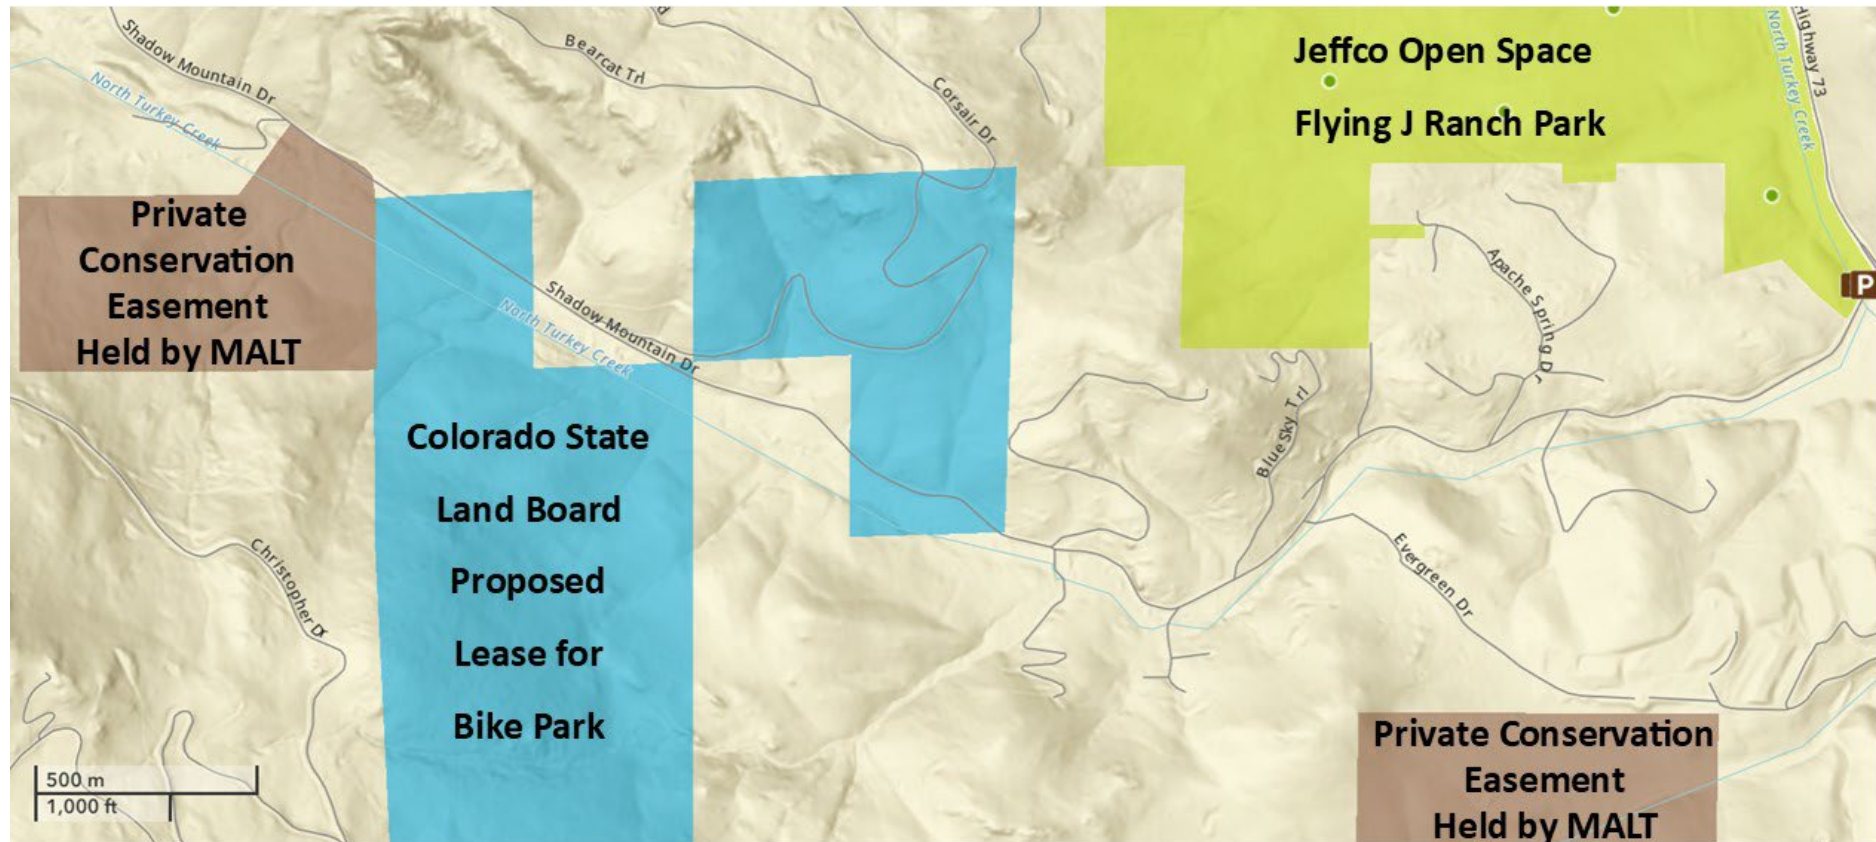 Shadow Mountain Dr
Bearcat Trl
Corsair Dr
North Turkey Creek
Jeffco Open Space
Flying J Ranch Park
North Turkey Creek
Highway 73
P
Private
Conservation
Easement
Held by MALT
Shadow Mountain Dr
North Turkey Creek
Apache Spring Dr
Blue Sky Trl
Colorado State
Land Board
Proposed
Lease for
Bike Park
Christopher Dr
Evergreen Dr
Private Conservation
Easement
Held by MALT
500 m
1,000 ft